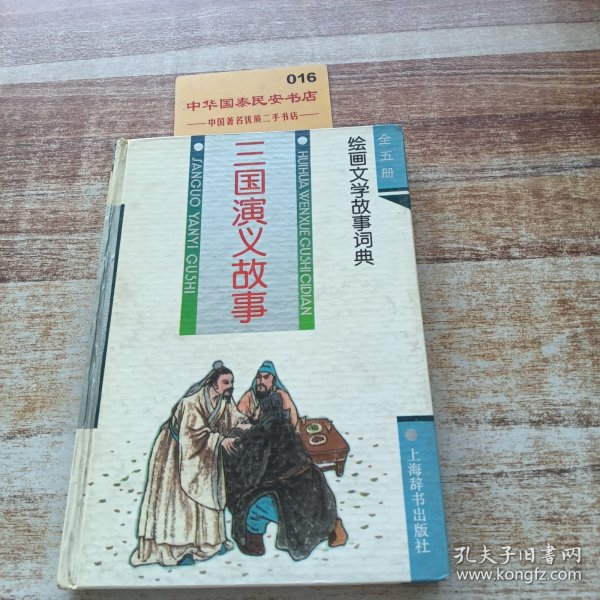 016
中华国泰民安书店
——中国著名优质二手书店——
全五册
绘画文学故事词典
HUIHUA WENXUE GUSHI CIDIAN
三国演义故事
SANGUO YANYI GUSHI
上海辞书出版社
孔夫子旧书网
www.kongfz.com